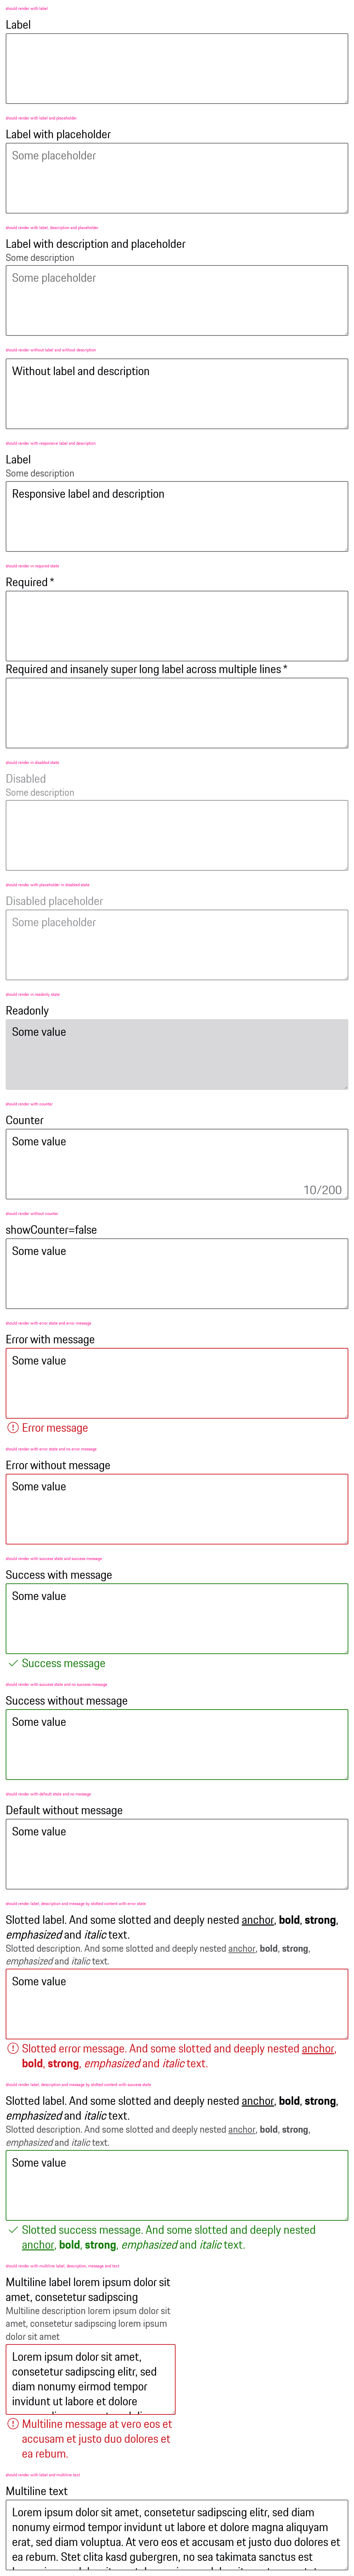 should render with label
Label
should render with label and placeholder
Label with placeholder
Some placeholder
should render with label, description and placeholder
Label with description and placeholder
Some description
Some placeholder
should render without label and without description
Without label and description
should render with responsive label and description
Label
Some description
Responsive label and description
should render in required state
Required *
Required and insanely super long label across multiple lines *
should render in disabled state
Disabled
Some description
should render with placeholder in disabled state
Disabled placeholder
Some placeholder
should render in readonly state
Readonly
Some value
should render with counter
Counter
Some value
10/200
should render without counter
showCounter=false
Some value
should render with error state and error message
Error with message
Some value
Error message
should render with error state and no error message
Error without message
Some value
should render with success state and success message
Success with message
Some value
Success message
should render with success state and no success message
Success without message
Some value
should render with default state and no message
Default without message
Some value
should render label, description and message by slotted content with error state
Slotted label. And some slotted and deeply nested anchor, bold, strong,
emphasized and italic text.
Slotted description. And some slotted and deeply nested anchor, bold, strong,
emphasized and italic text.
Some value
Slotted error message. And some slotted and deeply nested anchor,
bold, strong, emphasized and italic text.
should render label, description and message by slotted content with success state
Slotted label. And some slotted and deeply nested anchor, bold, strong,
emphasized and italic text.
Slotted description. And some slotted and deeply nested anchor, bold, strong,
emphasized and italic text.
Some value
Slotted success message. And some slotted and deeply nested
anchor, bold, strong, emphasized and italic text.
should render with multiline label, description, message and text
Multiline label lorem ipsum dolor sit
amet, consetetur sadipscing
Multiline description lorem ipsum dolor sit
amet, consetetur sadipscing lorem ipsum
dolor sit amet
Lorem ipsum dolor sit amet,
consetetur sadipscing elitr, sed
diam nonumy eirmod tempor
invidunt ut labore et dolore
Multiline message at vero eos et
accusam et justo duo dolores et
ea rebum.
should render with label and multiline text
Multiline text
Lorem ipsum dolor sit amet, consetetur sadipscing elitr, sed diam
nonumy eirmod tempor invidunt ut labore et dolore magna aliquyam
erat, sed diam voluptua. At vero eos et accusam et justo duo dolores et
ea rebum. Stet clita kasd gubergren, no sea takimata sanctus est